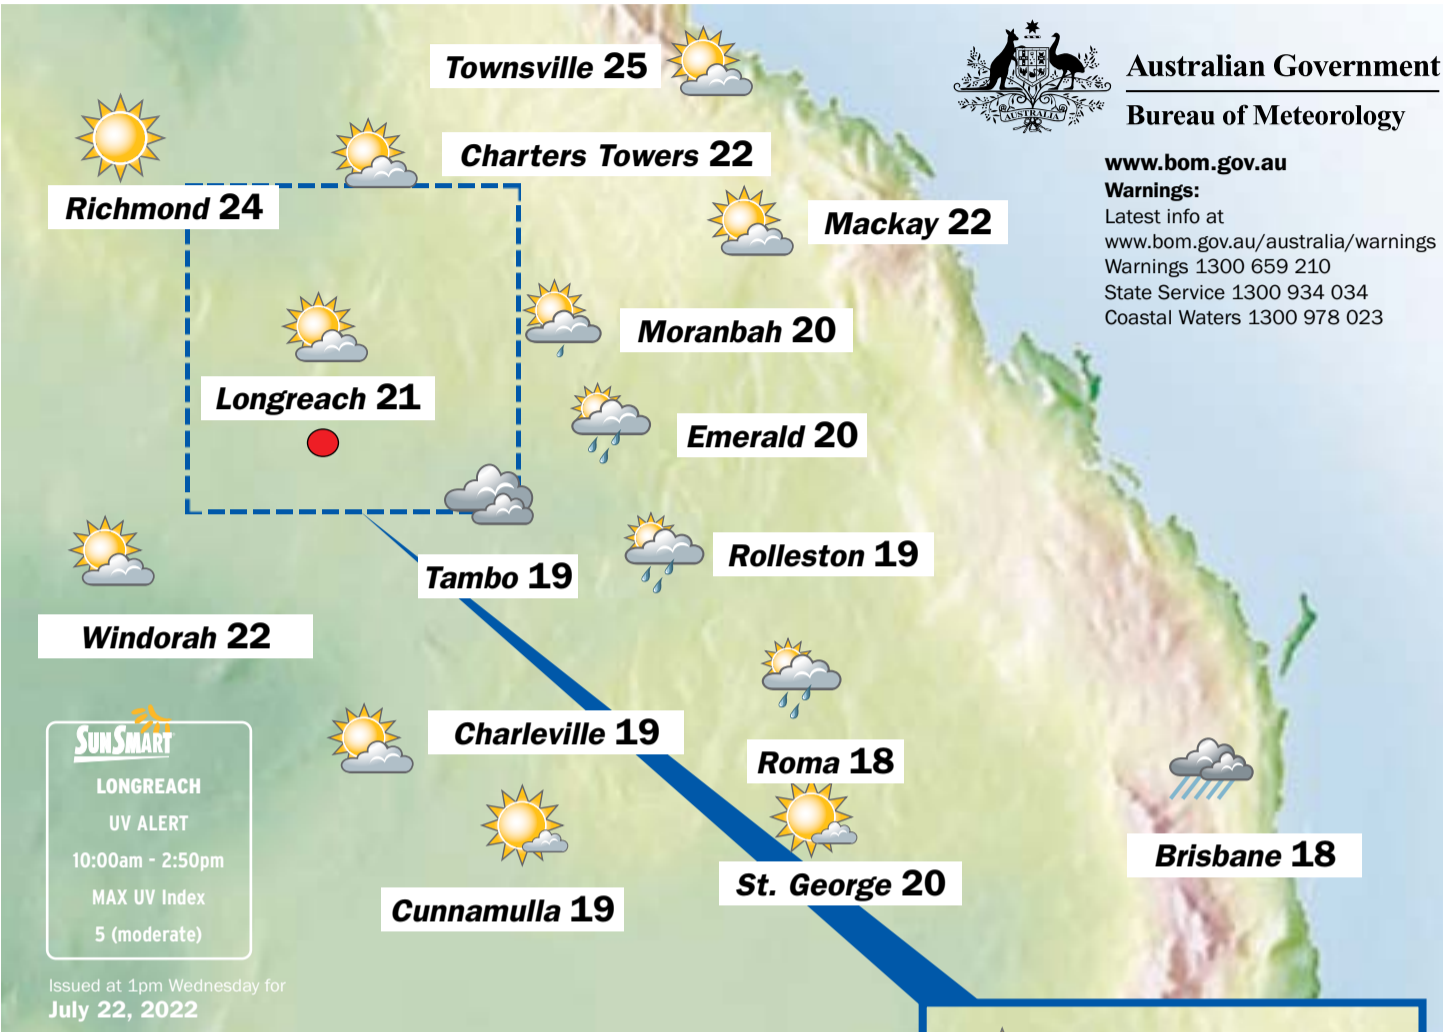 Townsville 25
Australian Government
Bureau of Meteorology
AUSTRALIA
www.bom.gov.au
Warnings:
Latest info at
www.bom.gov.au/australia/warnings
Warnings 1300 659 210
State Service 1300 934 034
Coastal Waters 1300 978 023
Charters Towers 22
Richmond 24
Mackay 22
Moranbah 20
Longreach 21
Emerald 20
Rolleston 19
Tambo 19
Windorah 22
Charleville 19
Roma 18
Brisbane 18
St. George 20
Cunnamulla 19
SUNSMART
LONGREACH
UV ALERT
10:00am - 2:50pm
MAX UV Index
5 (moderate)
Issued at 1pm Wednesday for
July 22, 2022